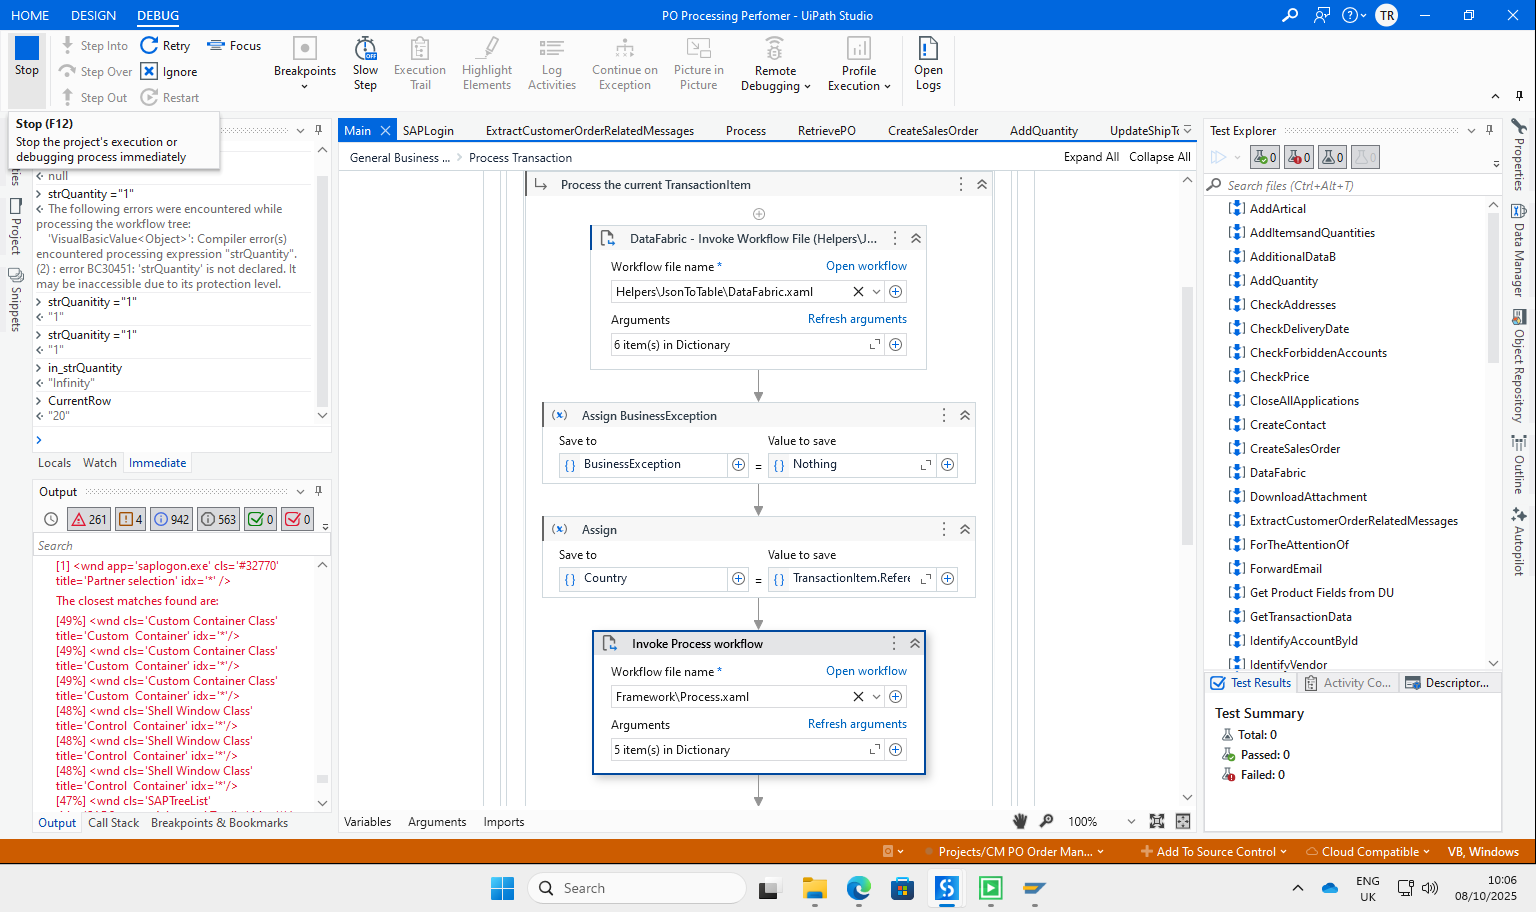 HOME DESIGN DEBUG
PO Processing Perfomer - UiPath Studio
TR
Stop
Step Into
Step Over
Step Out
Retry
Ignore
Restart
Focus
Breakpoints
Slow
Step
Execution
Trail
Highlight
Elements
Log
Activities
Continue on
Exception
Picture in
Picture
Remote
Debugging
Profile
Execution
Open
Logs
Stop (F12)
Stop the project's execution or
debugging process immediately
Project
Snippets
null
strQuantity ="1"
The following errors were encountered while
processing the workflow tree:
'VisualBasicValue<Object>': Compiler error(s)
encountered processing expression "strQuantity".
(2) : error BC30451: 'strQuantity' is not declared. It
may be inaccessible due to its protection level.
strQuanitity ="1"
"1"
strQuanitity ="1"
"1"
in_strQuantity
"Infinity"
CurrentRow
"20"
Locals Watch Immediate
Output
261 4 942 563 0 0
Search
[1] <wnd app='saplogon.exe' cls='#32770'
title='Partner selection' idx='*' />
The closest matches found are:
[49%] <wnd cls='Custom Container Class'
title='Custom Container' idx='*'/>
[49%] <wnd cls='Custom Container Class'
title='Custom Container' idx='*'/>
[49%] <wnd cls='Custom Container Class'
title='Custom Container' idx='*'/>
[48%] <wnd cls='Shell Window Class'
title='Control Container' idx='*'/>
[48%] <wnd cls='Shell Window Class'
title='Control Container' idx='*'/>
[48%] <wnd cls='Shell Window Class'
title='Control Container' idx='*'/>
[47%] <wnd cls='SAPTreeList'
Output Call Stack Breakpoints & Bookmarks
Main SAPLogin ExtractCustomerOrderRelatedMessages Process RetrievePO CreateSalesOrder AddQuantity UpdateShipTo
General Business ... Process Transaction
Expand All Collapse All
Process the current TransactionItem
DataFabric - Invoke Workflow File (Helpers\J...
Workflow file name * Open workflow
Helpers\JsonToTable\DataFabric.xaml
Arguments Refresh arguments
6 item(s) in Dictionary
Assign BusinessException
Save to Value to save
BusinessException = Nothing
Assign
Save to Value to save
Country = TransactionItem.Refere
Invoke Process workflow
Workflow file name * Open workflow
Framework\Process.xaml
Arguments Refresh arguments
5 item(s) in Dictionary
Variables Arguments Imports
100%
Test Explorer
0 0 0 0
Search files (Ctrl+Alt+T)
AddArtical
AddItemsandQuantities
AdditionalDataB
AddQuantity
CheckAddresses
CheckDeliveryDate
CheckForbiddenAccounts
CheckPrice
CloseAllApplications
CreateContact
CreateSalesOrder
DataFabric
DownloadAttachment
ExtractCustomerOrderRelatedMessages
ForTheAttentionOf
ForwardEmail
Get Product Fields from DU
GetTransactionData
IdentifyAccountById
IdentifyVendor
Test Results Activity Co... Descriptor...
Test Summary
Total: 0
Passed: 0
Failed: 0
Properties
Data Manager
Object Repository
Outline
Autopilot
Projects/CM PO Order Man... Add To Source Control Cloud Compatible VB, Windows
Search
ENG
UK
10:06
08/10/2025